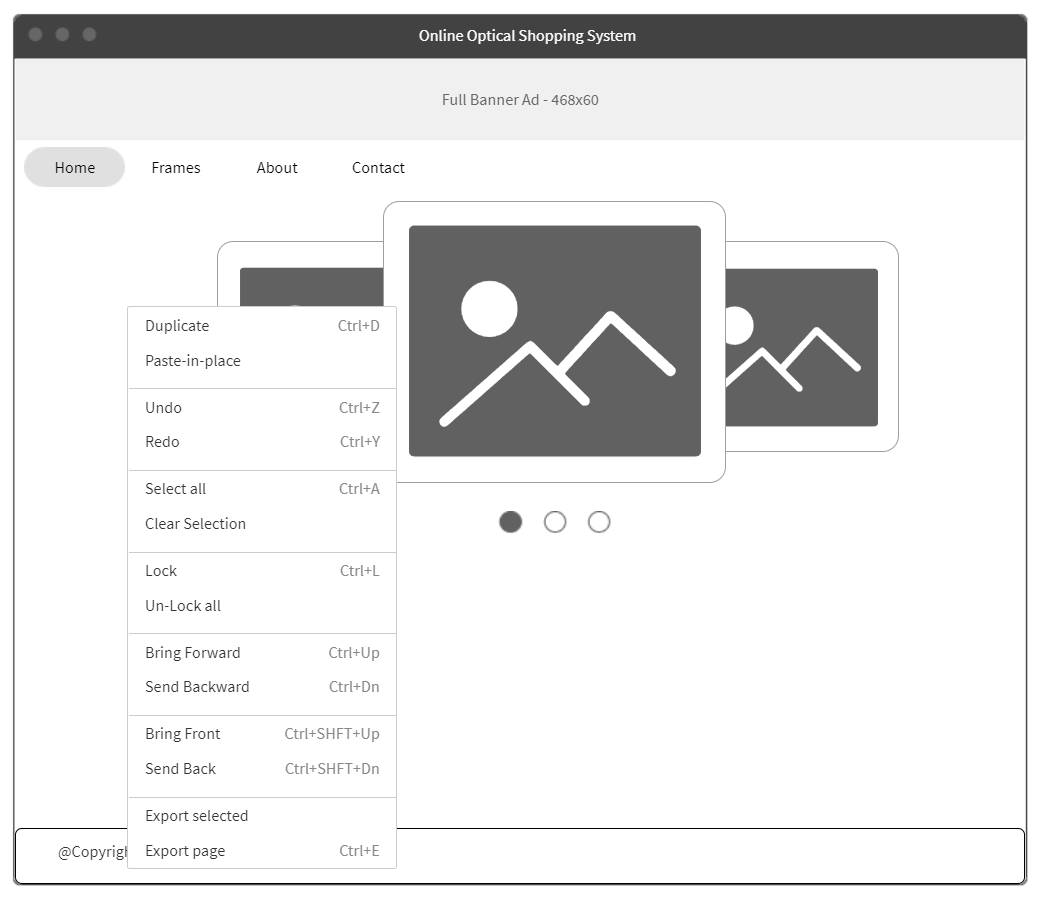 Online Optical Shopping System
Full Banner Ad - 468x60
Home Frames About Contact
Duplicate Ctrl+D
Paste-in-place
Undo Ctrl+Z
Redo Ctrl+Y
Select all Ctrl+A
Clear Selection
Lock Ctrl+L
Un-Lock all
Bring Forward Ctrl+Up
Send Backward Ctrl+Dn
Bring Front Ctrl+SHFT+Up
Send Back Ctrl+SHFT+Dn
Export selected
Export page Ctrl+E